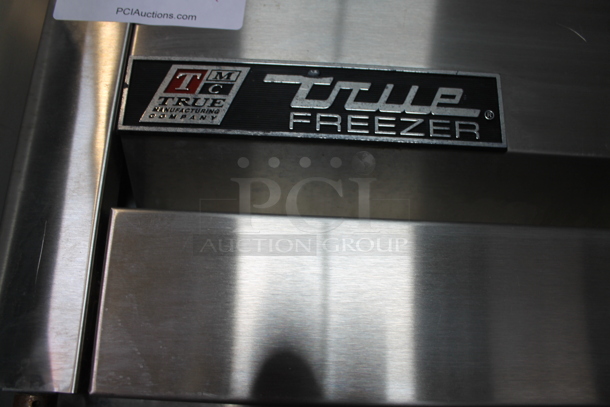 PCIAuctions.com
T M C
TRUE
MANUFACTURING
COMPANY
true®
FREEZER
PCI
AUCTION GROUP